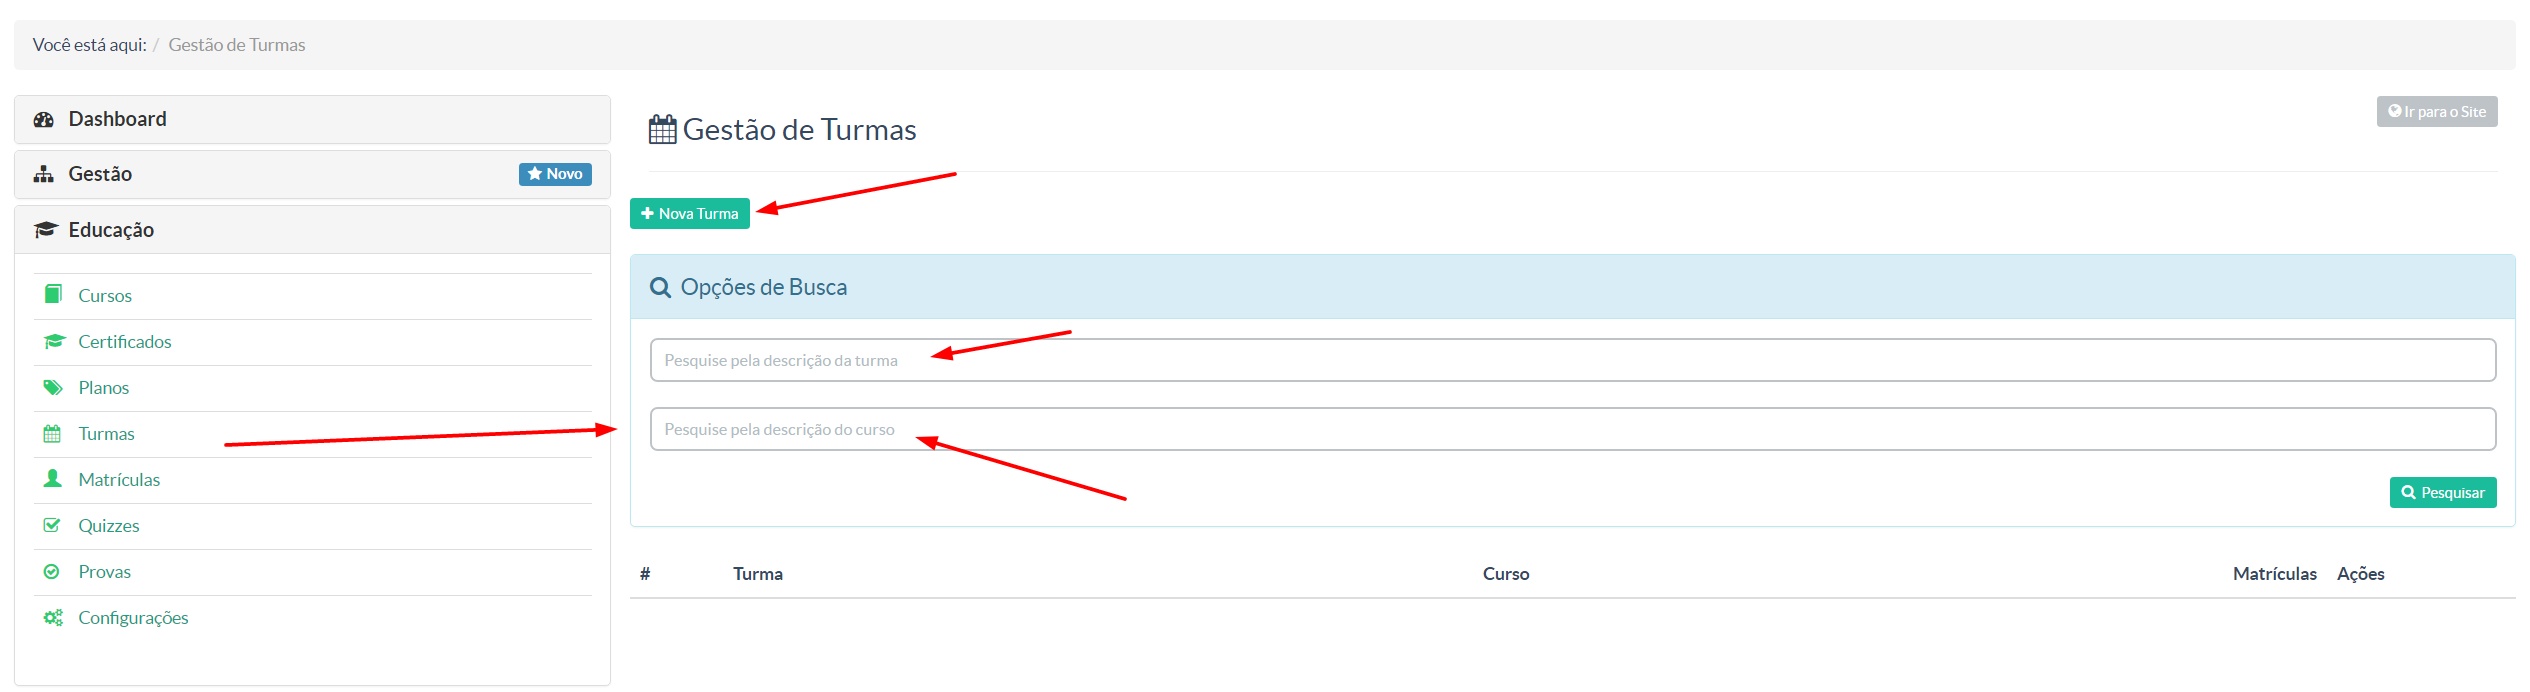 Você está aqui: / Gestão de Turmas
Dashboard
Gestão
Novo
Educação
Cursos
Certificados
Planos
Turmas
Matrículas
Quizzes
Provas
Configurações
Gestão de Turmas
Ir para o Site
Nova Turma
Opções de Busca
Pesquise pela descrição da turma
Pesquise pela descrição do curso
Pesquisar
# Turma Curso Matrículas Ações